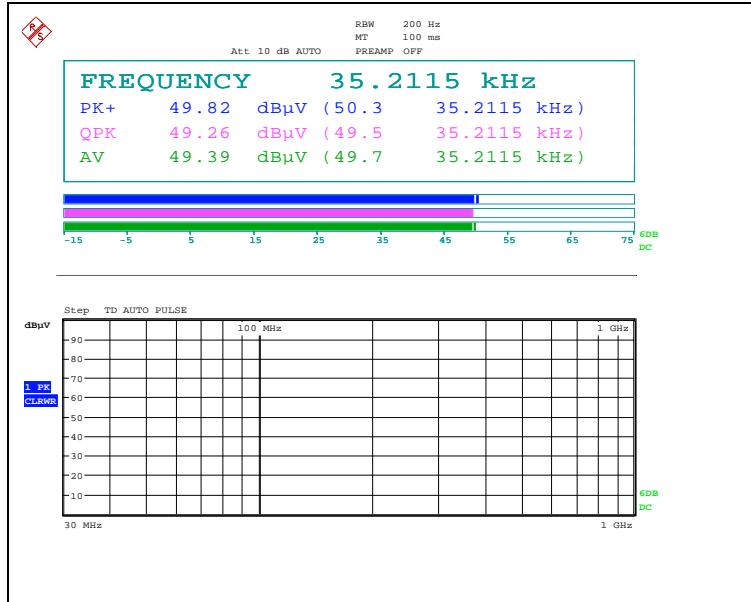 R S
RBW 200 Hz
MT 100 ms
Att 10 dB AUTO PREAMP OFF
FREQUENCY 35.2115 kHz
PK+ 49.82 dBµV (50.3 35.2115 kHz)
QPK 49.26 dBµV (49.5 35.2115 kHz)
AV 49.39 dBµV (49.7 35.2115 kHz)
-15 -5 5 15 25 35 45 55 65 75
6DB
DC
Step TD AUTO PULSE
dBµV
100 MHz 1 GHz
90
80
70
1 PK
CLRWR
60
50
40
30
20
10
6DB
DC
30 MHz 1 GHz